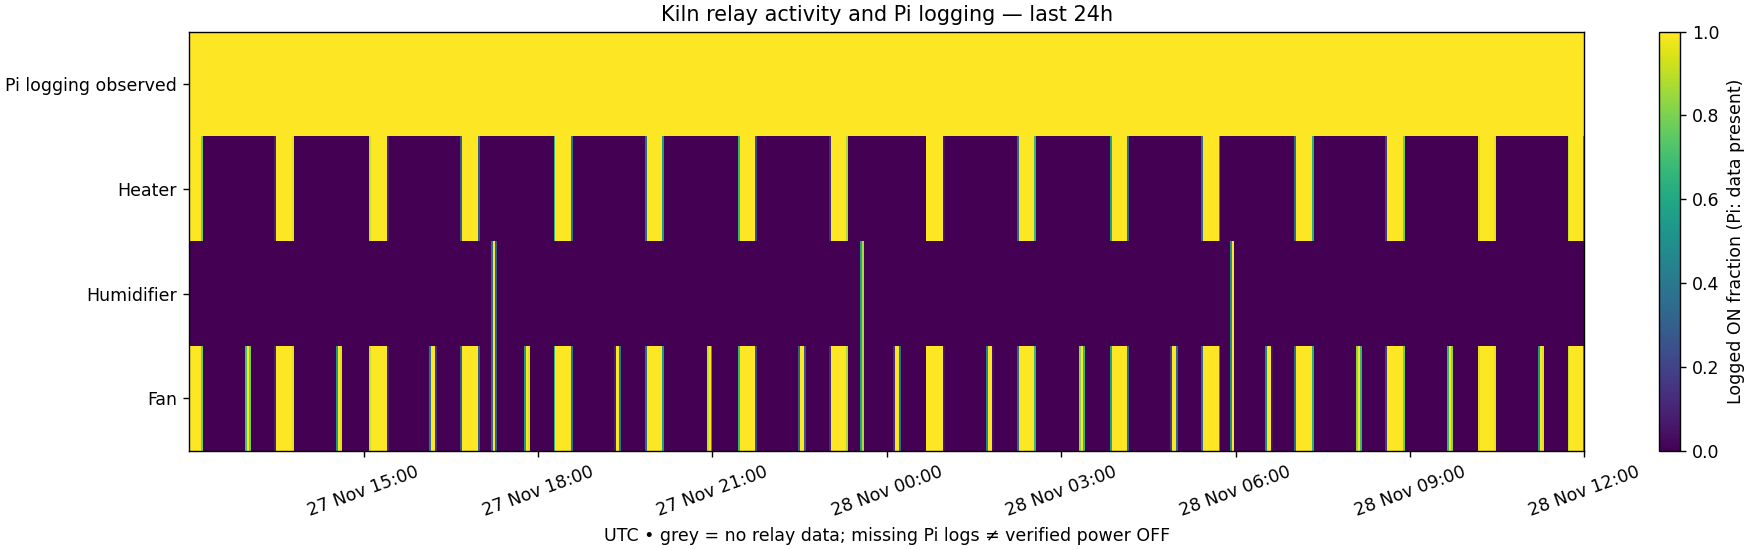 Kiln relay activity and Pi logging — last 24h
Pi logging observed
Heater
Humidifier
Fan
27 Nov 15:00
27 Nov 18:00
27 Nov 21:00
28 Nov 00:00
28 Nov 03:00
28 Nov 06:00
28 Nov 09:00
28 Nov 12:00
UTC • grey = no relay data; missing Pi logs ≠ verified power OFF
1.0
0.8
0.6
0.4
0.2
0.0
Logged ON fraction (Pi: data present)